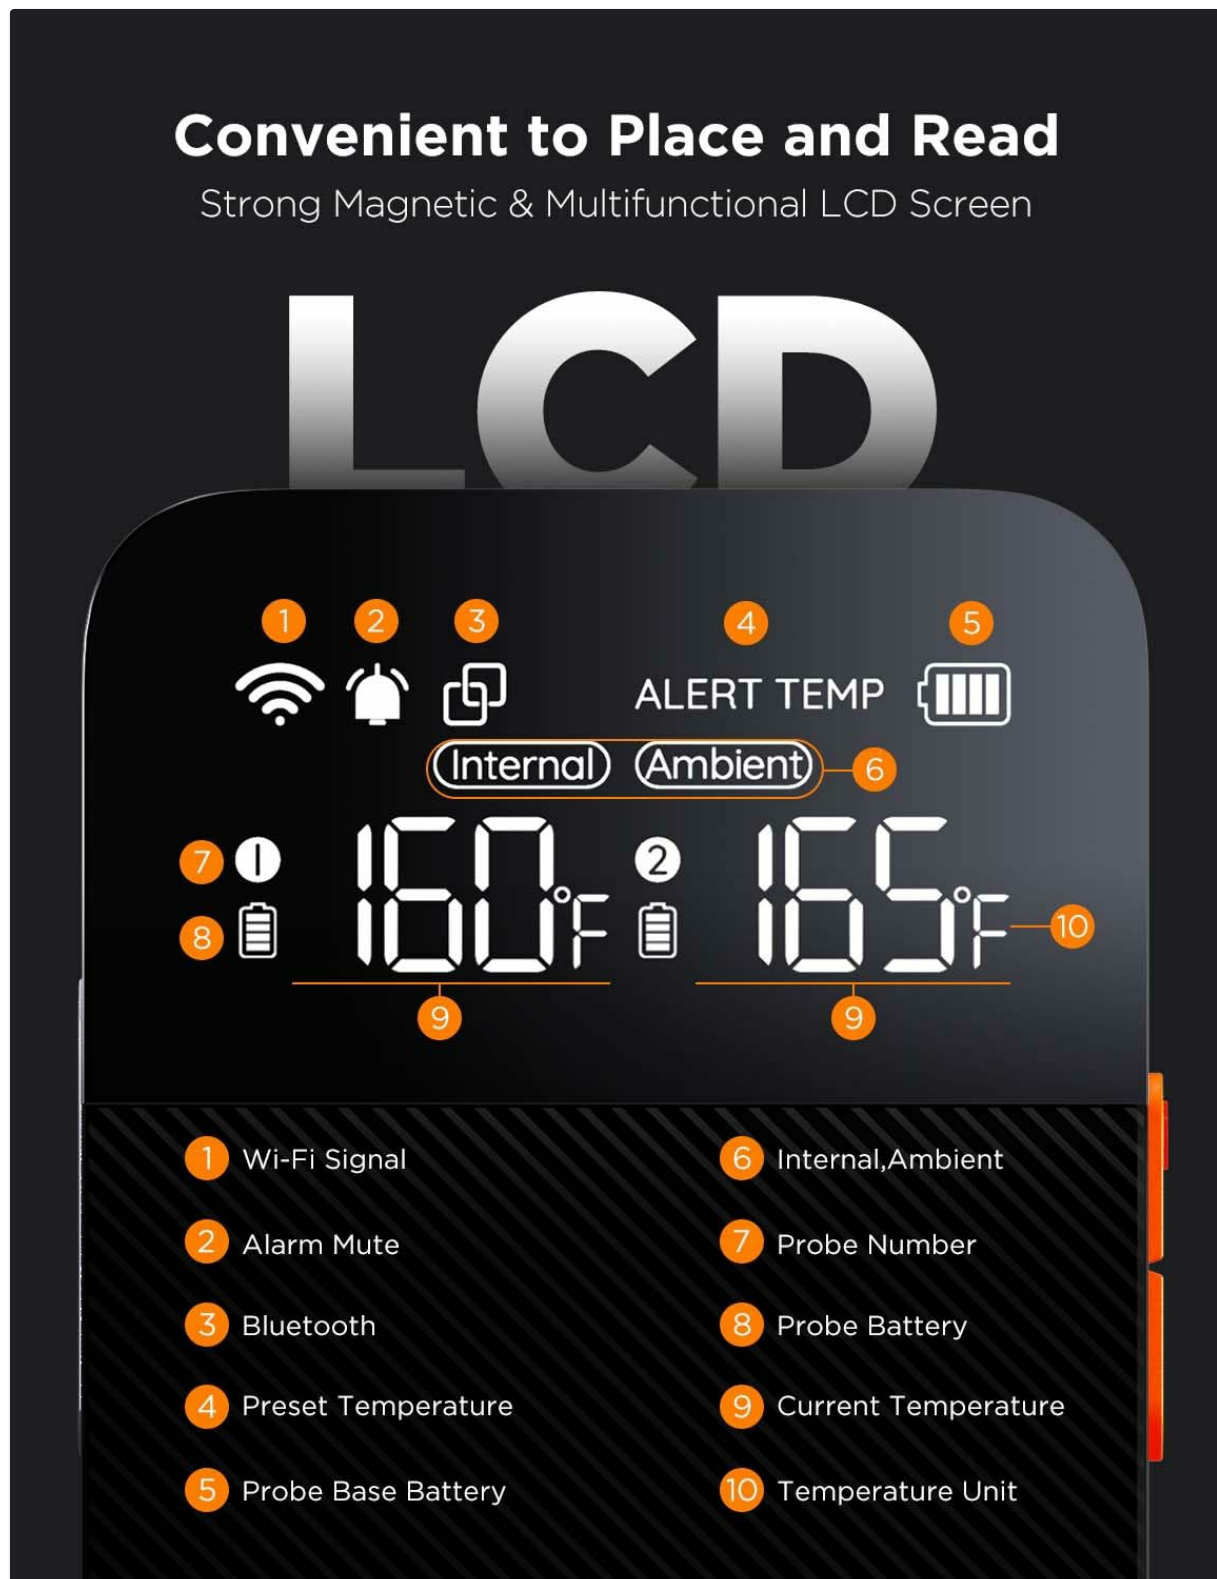 Convenient to Place and Read
Strong Magnetic & Multifunctional LCD Screen
LCD
1 2 3 4 5
ALERT TEMP
Internal Ambient 6
7 1 160°F 2 165°F
8 10
9 9
1 Wi-Fi Signal
2 Alarm Mute
3 Bluetooth
4 Preset Temperature
5 Probe Base Battery
6 Internal,Ambient
7 Probe Number
8 Probe Battery
9 Current Temperature
10 Temperature Unit